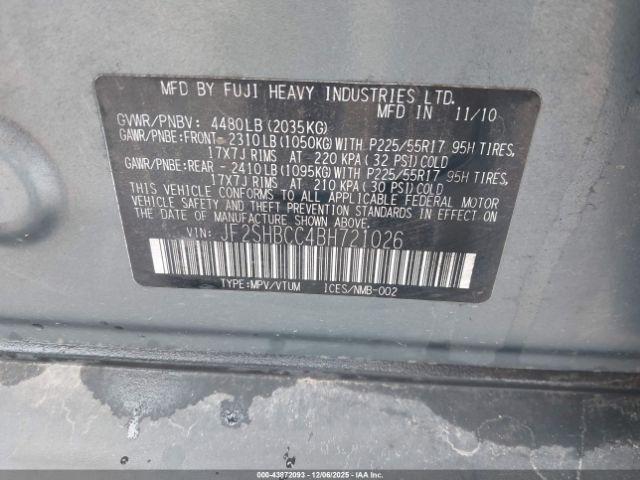 MFD BY FUJI HEAVY INDUSTRIES LTD.
MFD IN 11/10
GVWR/PNBV: 4480LB(2035KG)
GAWR/PNBE:FRONT- 2310LB(1050KG)WITH P225/55R17 95H TIRES,
17X7J RIMS AT 220 KPA(32 PSI)COLD
GAWR/PNBE:REAR - 2410LB(1095KG)WITH P225/55R17 95H TIRES,
17X7J RIMS AT 210 KPA(30 PSI)COLD
THIS VEHICLE CONFORMS TO ALL APPLICABLE FEDERAL MOTOR
VEHICLE SAFETY, BUMPER, AND THEFT PREVENTION
STANDARDS IN EFFECT ON THE DATE OF MANUFACTURE
SHOWN ABOVE.
VIN: JF2SHBCC4BH721026
TYPE:MPV/VTUM ICES/NMB-002
000-43872093 - 12/06/2025 - IAAI.CA